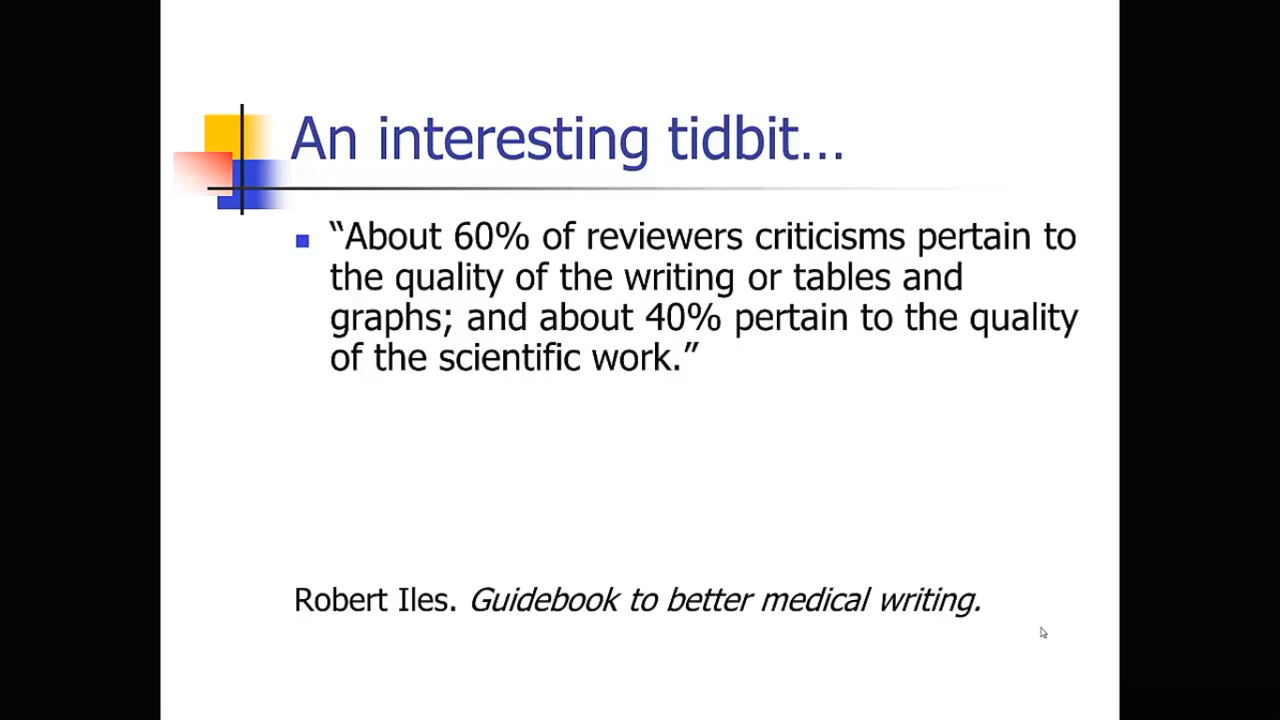 An interesting tidbit...
“About 60% of reviewers criticisms pertain to
the quality of the writing or tables and
graphs; and about 40% pertain to the quality
of the scientific work.”
Robert Iles. Guidebook to better medical writing.